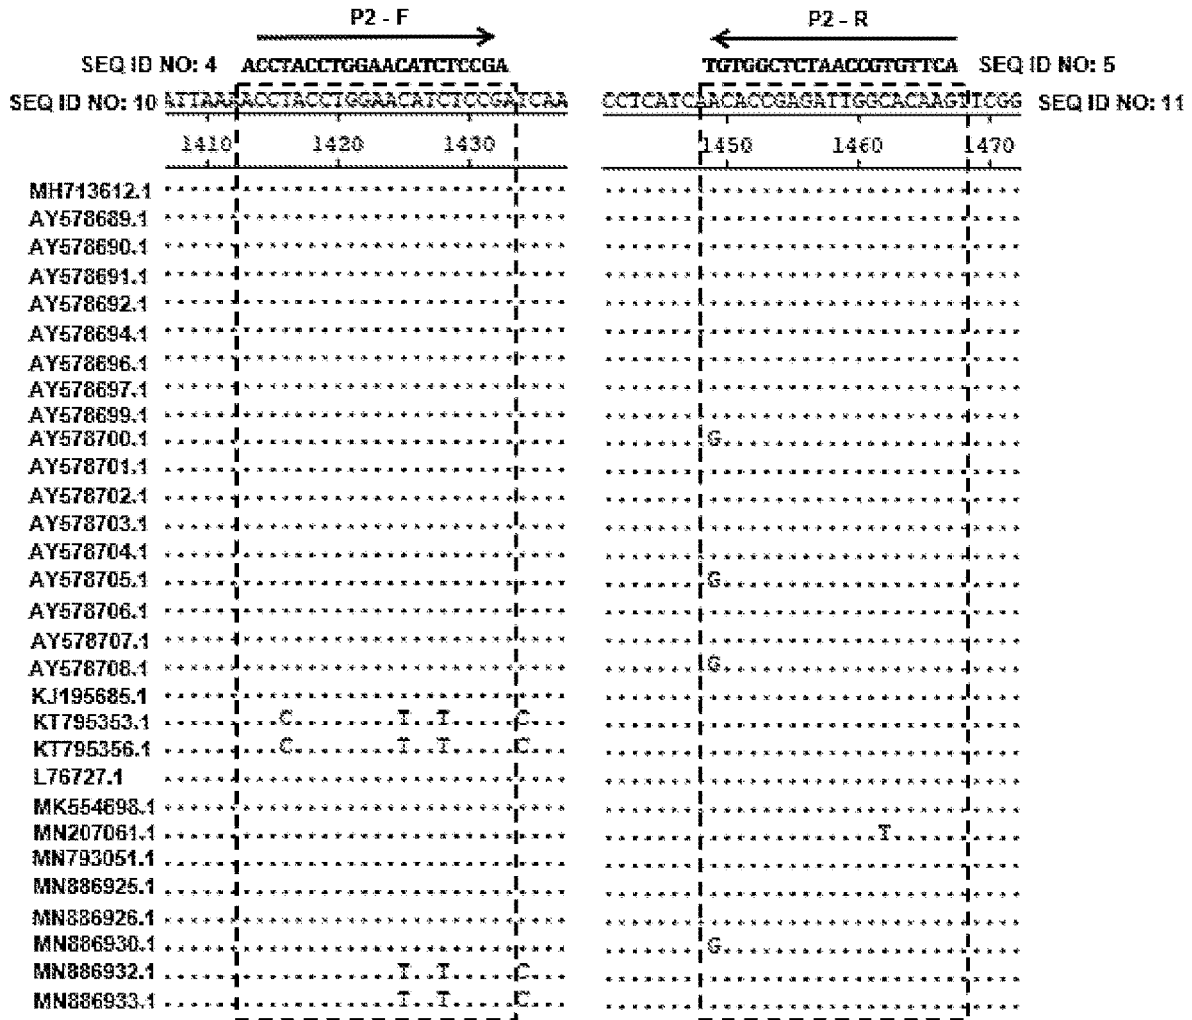 P2 - F P2 - R
SEQ ID NO: 4 ACCTACCTGGAACATCTCCGA TGTGGCTCTAACCGTGTTCA SEQ ID NO: 5
SEQ ID NO: 10 ATTAAAACCTACCTGGAACATCTCCGATCAA CCTCATCAACACCGAGATTGGCACAAGTTCGG SEQ ID NO: 11
1410 1420 1430 1450 1460 1470
MH713612.1
AY578689.1
AY578690.1
AY578691.1
AY578692.1
AY578694.1
AY578696.1
AY578697.1
AY578699.1
AY578700.1 G
AY578701.1
AY578702.1
AY578703.1
AY578704.1
AY578705.1 G
AY578706.1
AY578707.1
AY578708.1 G
KJ195685.1
KT795353.1 C T T C
KT795356.1 C T T C
L76727.1
MK554698.1
MN207061.1 T
MN793051.1
MN886925.1
MN886926.1
MN886930.1 G
MN886932.1 T T C
MN886933.1 T T C